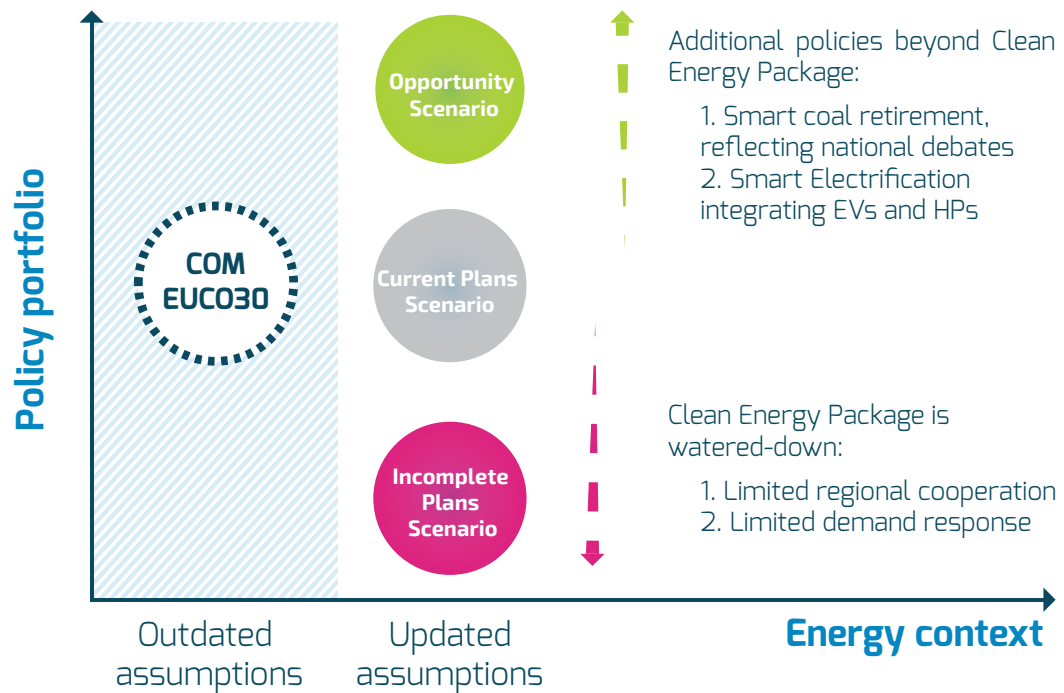 Policy portfolio
COM
EUCO30
Opportunity
Scenario
Current Plans
Scenario
Incomplete
Plans
Scenario
Additional policies beyond Clean
Energy Package:
1. Smart coal retirement,
reflecting national debates
2. Smart Electrification
integrating EVs and HPs
Clean Energy Package is
watered-down:
1. Limited regional cooperation
2. Limited demand response
Outdated
assumptions
Updated
assumptions
Energy context